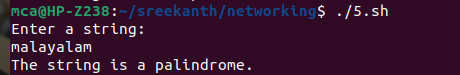 mca@HP-Z238:~/sreekanth/networking$ ./5.sh
Enter a string:
malayalam
The string is a palindrome.